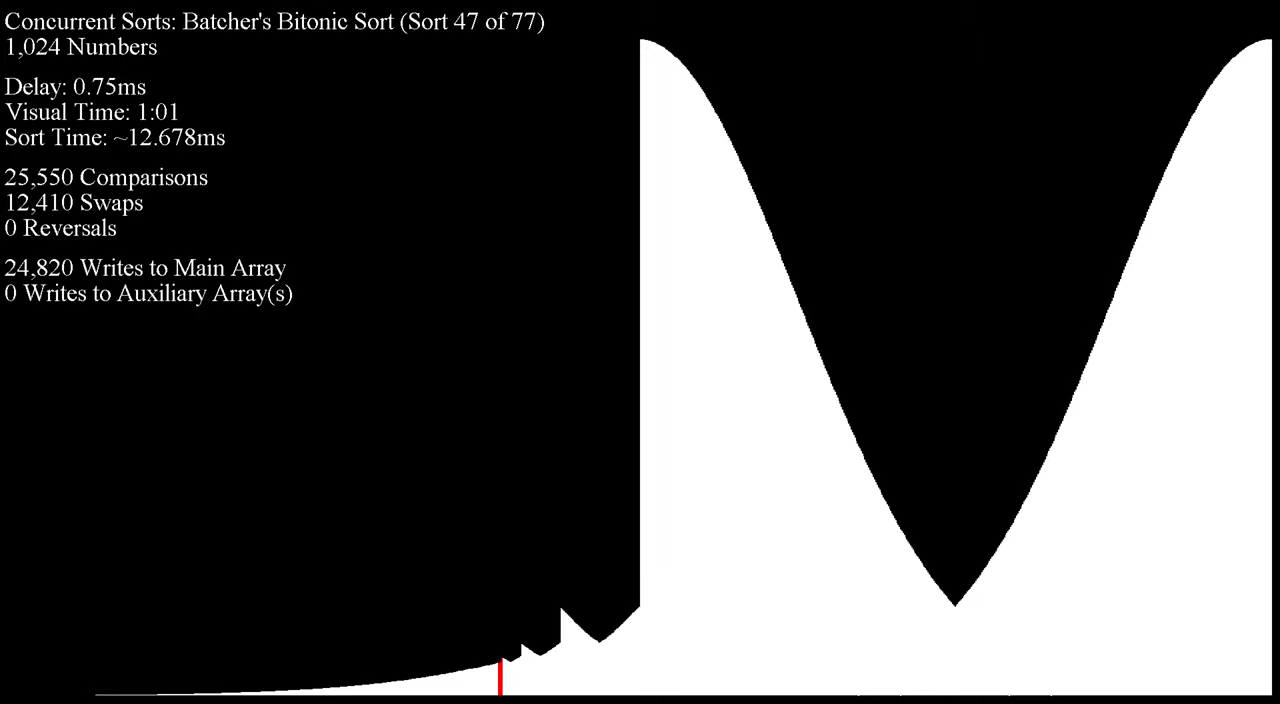 Concurrent Sorts: Batcher's Bitonic Sort (Sort 47 of 77)
1,024 Numbers
Delay: 0.75ms
Visual Time: 1:01
Sort Time: ~12.678ms
25,550 Comparisons
12,410 Swaps
0 Reversals
24,820 Writes to Main Array
0 Writes to Auxiliary Array(s)